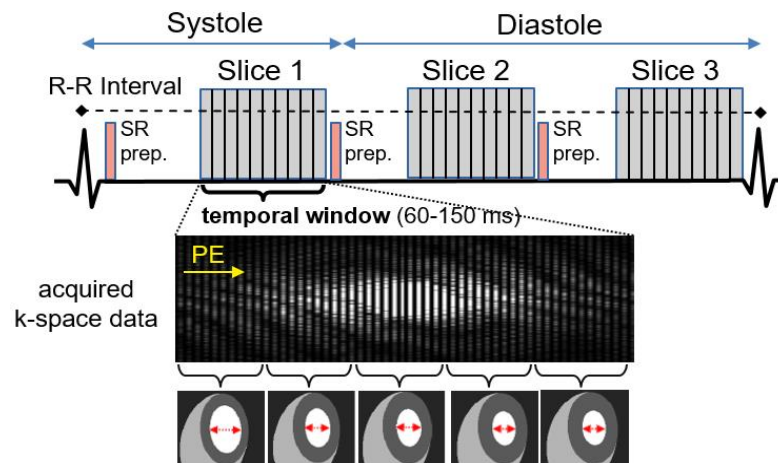 Systole
Diastole
R-R Interval
Slice 1
Slice 2
Slice 3
SR
prep.
SR
prep.
SR
prep.
temporal window (60-150 ms)
PE
acquired
k-space data